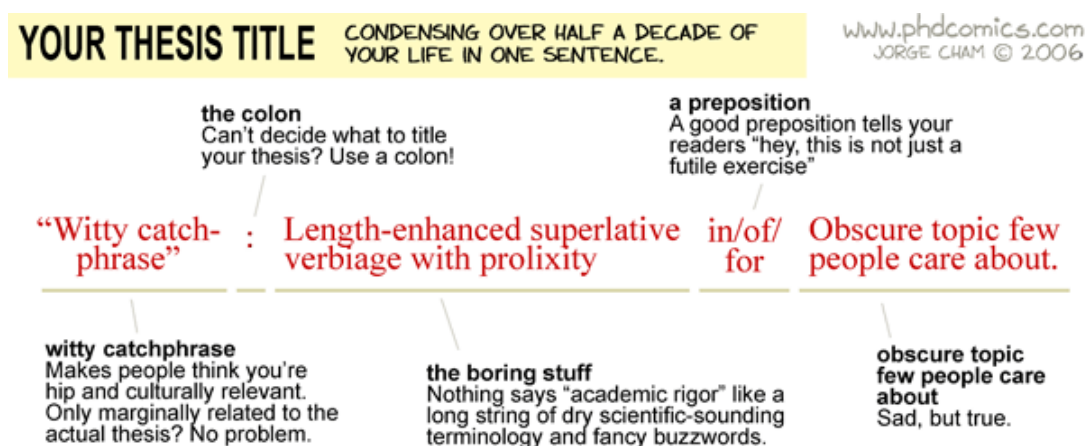 YOUR THESIS TITLE
CONDENSING OVER HALF A DECADE OF
YOUR LIFE IN ONE SENTENCE.
www.phdcomics.com
JORGE CHAM © 2006
the colon
Can't decide what to title
your thesis? Use a colon!
a preposition
A good preposition tells your
readers “hey, this is not just a
futile exercise”
“Witty catch-
phrase”
:
Length-enhanced superlative
verbiage with prolixity
in/of/
for
Obscure topic few
people care about.
witty catchphrase
Makes people think you're
hip and culturally relevant.
Only marginally related to the
actual thesis? No problem.
the boring stuff
Nothing says “academic rigor” like a
long string of dry scientific-sounding
terminology and fancy buzzwords.
obscure topic
few people care
about
Sad, but true.